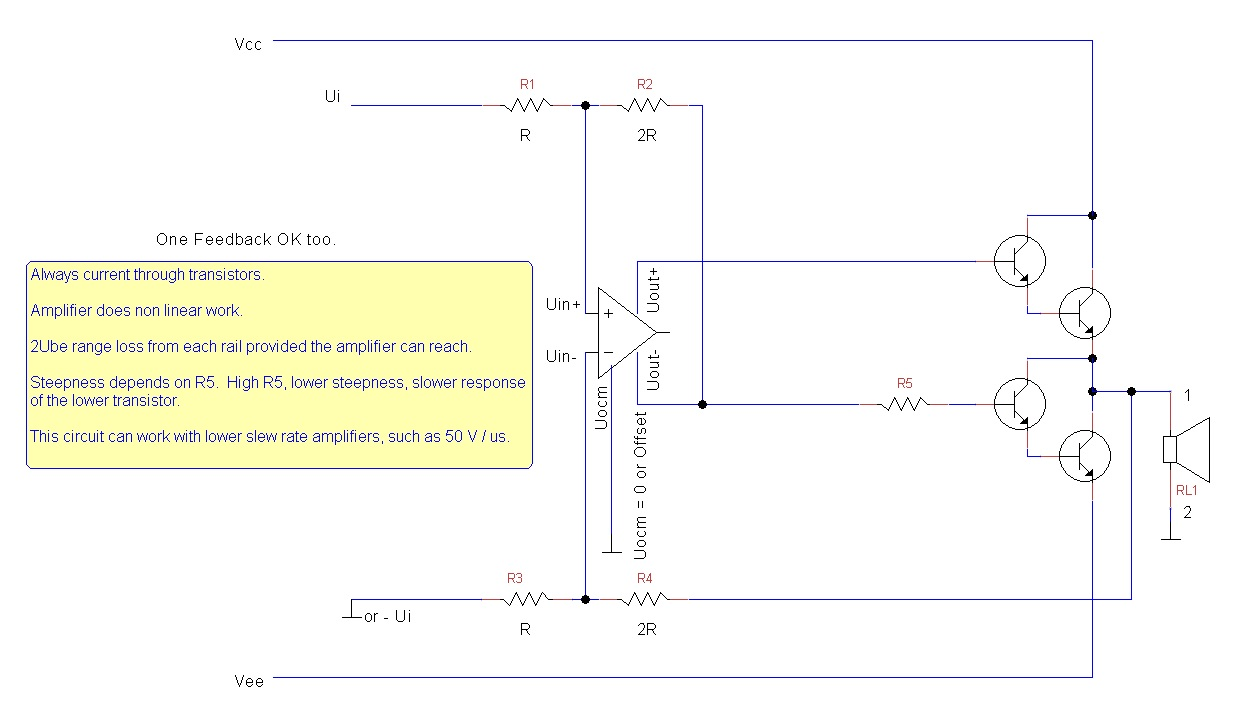 Vcc
Ui
R1
R2
R
2R
One Feedback OK too.
Always current through transistors.
Amplifier does non linear work.
2Ube range loss from each rail provided the amplifier can reach.
Steepness depends on R5. High R5, lower steepness, slower response
of the lower transistor.
This circuit can work with lower slew rate amplifiers, such as 50 V / us.
Uin+
+
Uout+
Uin-
−
Uout-
Uocm
Uocm = 0 or Offset
R5
1
RL1
2
R3
R4
or - Ui
R
2R
Vee